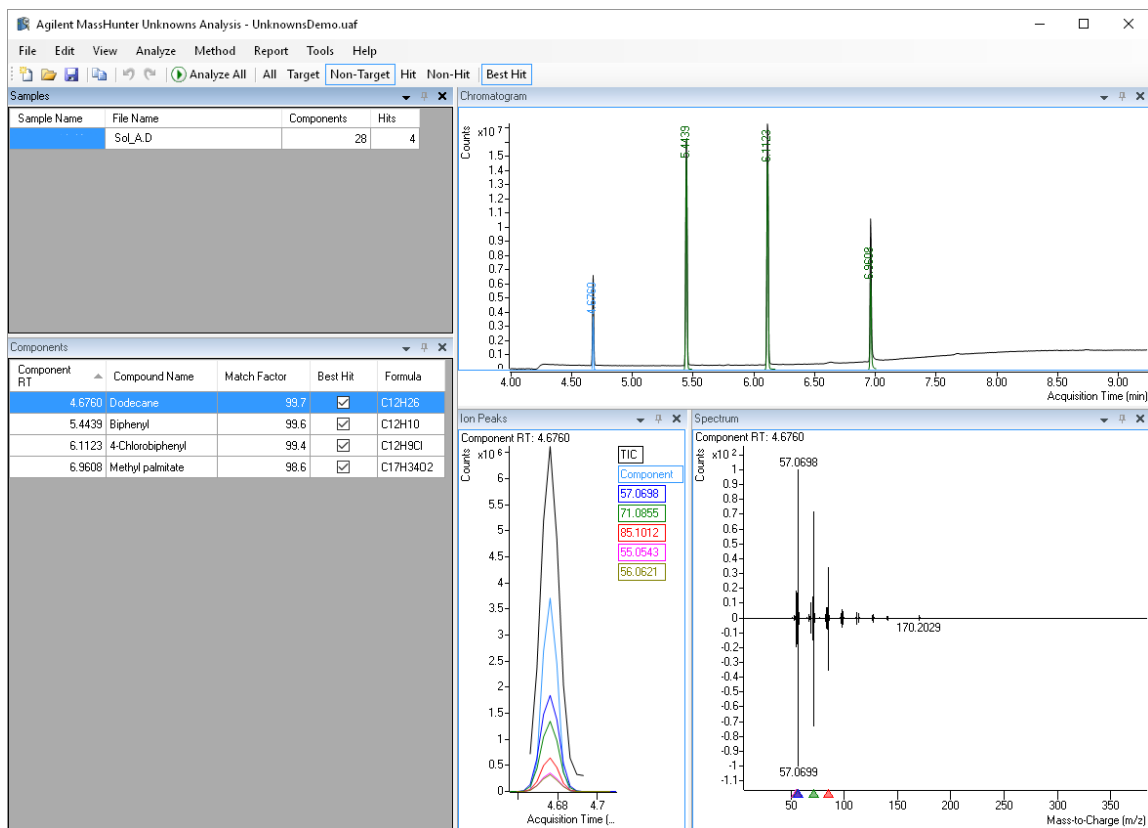 Agilent MassHunter Unknowns Analysis - UnknownsDemo.uaf
File Edit View Analyze Method Report Tools Help
Analyze All All Target Non-Target Hit Non-Hit Best Hit
Samples
Sample Name File Name Components Hits
Sol_A.D 28 4
Chromatogram
Counts
x10 7
1.5
1.4
1.3
1.2
1.1
1
0.9
0.8
0.7
0.6
0.5
0.4
0.3
0.2
0.1
4.6760
5.4439
6.1123
6.9608
4.00 4.50 5.00 5.50 6.00 6.50 7.00 7.50 8.00 8.50 9.00
Acquisition Time (min)
Components
Component RT Compound Name Match Factor Best Hit Formula
4.6760 Dodecane 99.7 C12H26
5.4439 Biphenyl 99.6 C12H10
6.1123 4-Chlorobiphenyl 99.4 C12H9Cl
6.9608 Methyl palmitate 98.6 C17H34O2
Ion Peaks
Component RT: 4.6760
Counts
x10 6
6
5.5
5
4.5
4
3.5
3
2.5
2
1.5
1
0.5
0
TIC
Component
57.0698
71.0855
85.1012
55.0543
56.0621
4.68 4.7
Acquisition Time (...
Spectrum
Component RT: 4.6760
Counts
x10 2
1
0.9
0.8
0.7
0.6
0.5
0.4
0.3
0.2
0.1
0
-0.1
-0.2
-0.3
-0.4
-0.5
-0.6
-0.7
-0.8
-0.9
-1
-1.1
57.0698
170.2029
57.0699
50 100 150 200 250 300 350
Mass-to-Charge (m/z)